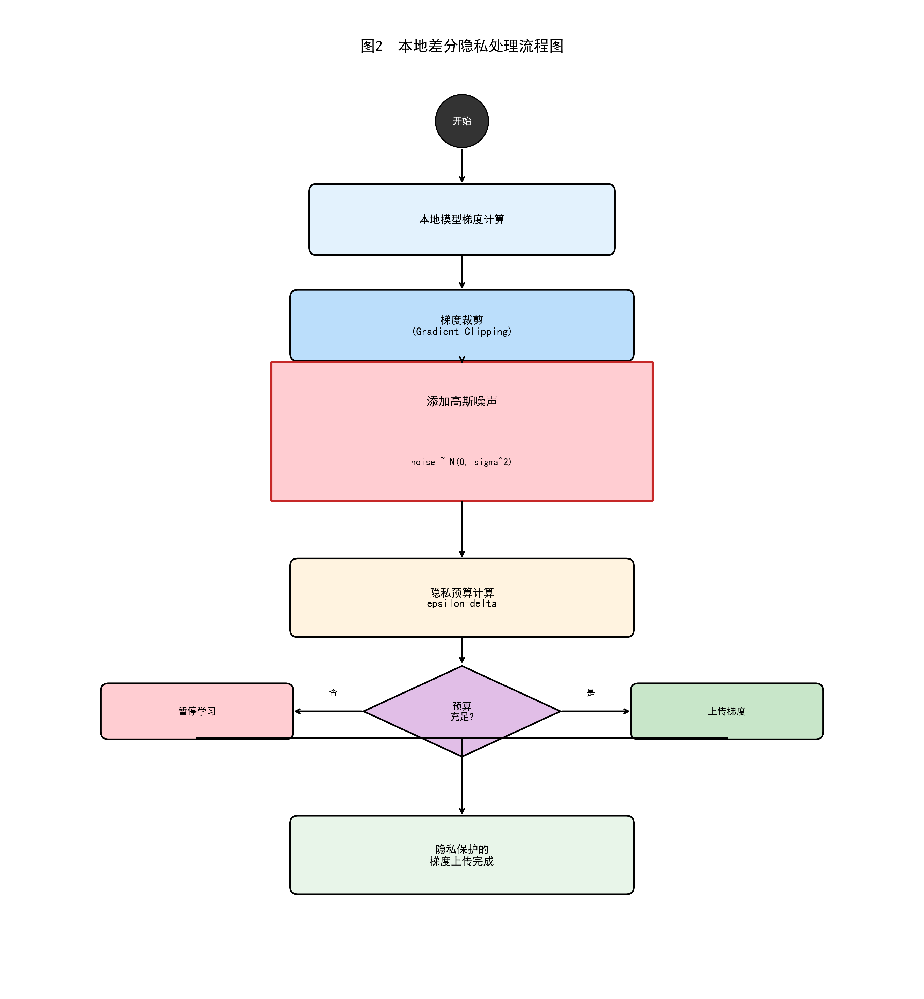 图2  本地差分隐私处理流程图
开始
本地模型梯度计算
梯度裁剪
(Gradient Clipping)
添加高斯噪声
noise ~ N(0, sigma^2)
隐私预算计算
epsilon-delta
否
是
暂停学习
预算
充足?
上传梯度
隐私保护的
梯度上传完成